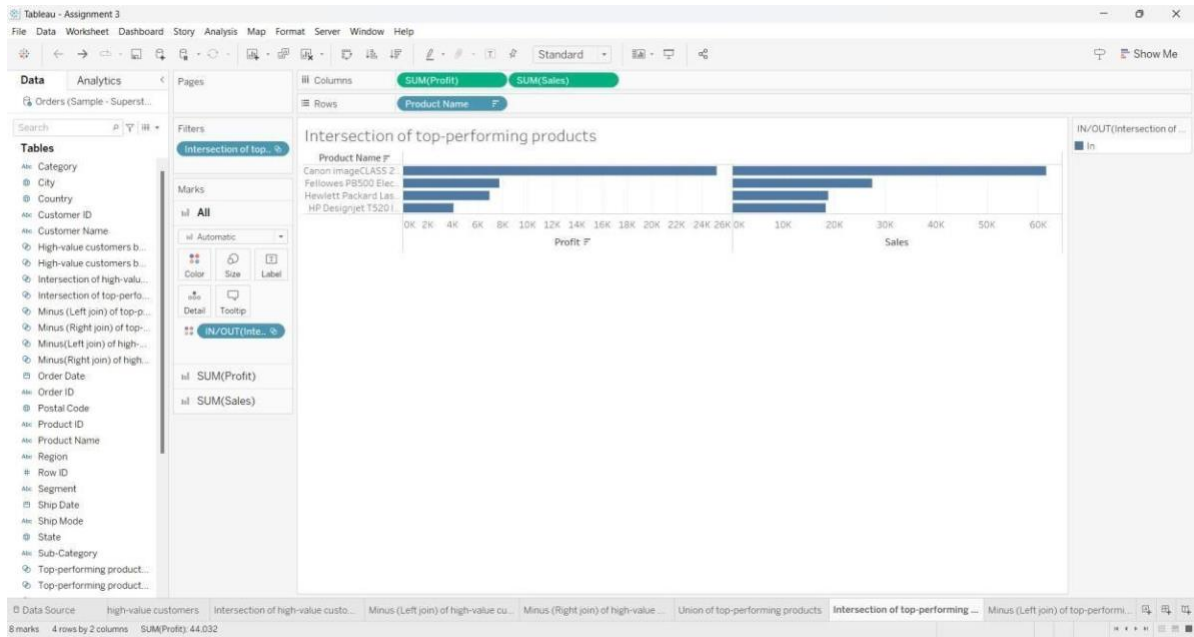 Tableau - Assignment 3
File Data Worksheet Dashboard Story Analysis Map Format Server Window Help
Standard
Show Me
Data Analytics
Pages
Columns SUM(Profit) SUM(Sales)
Orders (Sample - Superst...
Rows Product Name
Search
Filters
Intersection of top-performing products
IN/OUT(Intersection of ...
Tables
Intersection of top..
In
Product Name
Abc Category
Canon imageCLASS 2..
City
Fellowes PB500 Elec..
Country
Marks
Hewlett Packard Las..
Abc Customer ID
All
HP Designjet T520 I..
Abc Customer Name
0K 2K 4K 6K 8K 10K 12K 14K 16K 18K 20K 22K 24K 26K 0K 10K 20K 30K 40K 50K 60K
High-value customers b...
Automatic
Profit Sales
High-value customers b...
Intersection of high-valu...
Color Size Label
Intersection of top-perfo...
Minus (Left join) of top-p...
Detail Tooltip
Minus (Right join) of top-...
IN/OUT(Inte..
Minus(Left join) of high-...
Minus(Right join) of high...
Order Date
SUM(Profit)
Abc Order ID
SUM(Sales)
Postal Code
Abc Product ID
Abc Product Name
Abc Region
# Row ID
Abc Segment
Ship Date
Abc Ship Mode
State
Abc Sub-Category
Top-performing product...
Top-performing product...
Data Source high-value customers Intersection of high-value custo... Minus (Left join) of high-value cu... Minus (Right join) of high-value ... Union of top-performing products Intersection of top-performing ... Minus (Left join) of top-performi...
8 marks 4 rows by 2 columns SUM(Profit): 44,032